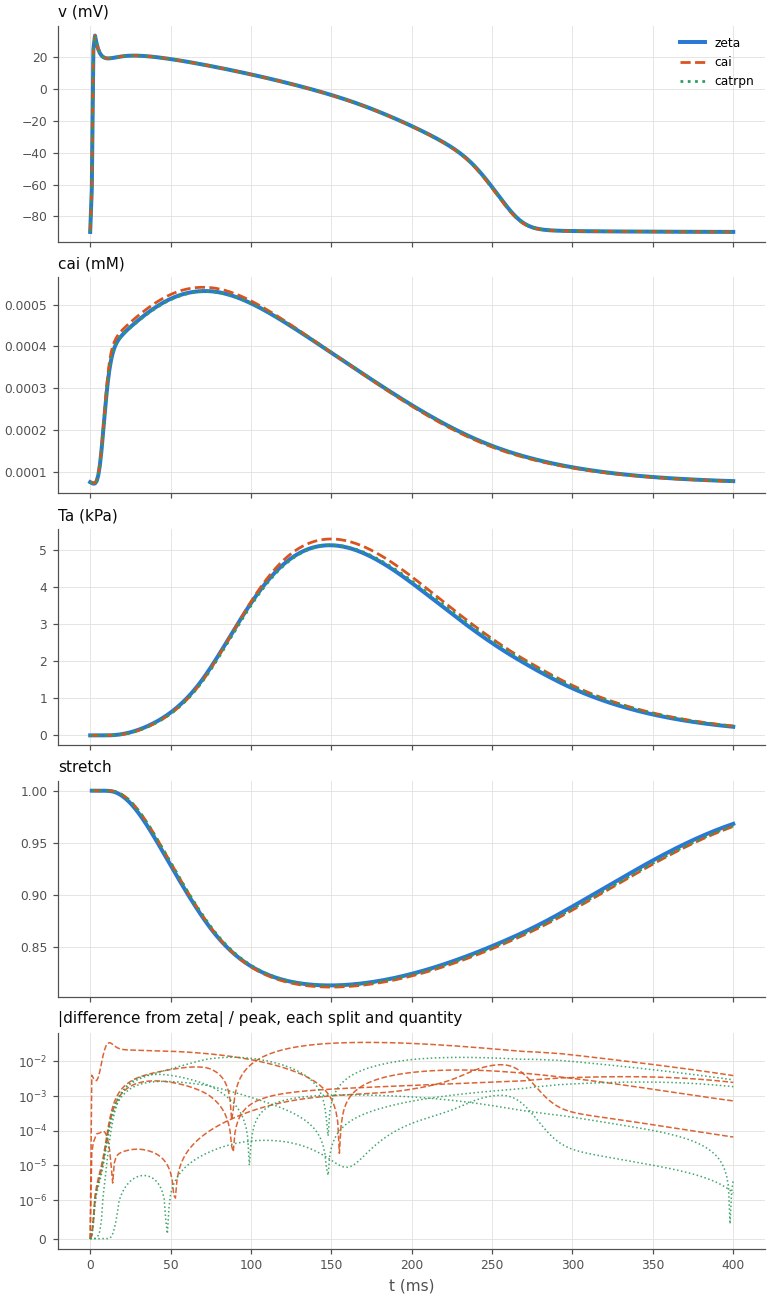 v (mV)
20
0
−20
−40
−60
−80
zeta
cai
catrpn
cai (mM)
0.0005
0.0004
0.0003
0.0002
0.0001
Ta (kPa)
5
4
3
2
1
0
stretch
1.00
0.95
0.90
0.85
|difference from zeta| / peak, each split and quantity
10⁻²
10⁻³
10⁻⁴
10⁻⁵
10⁻⁶
0
0 50 100 150 200 250 300 350 400
t (ms)